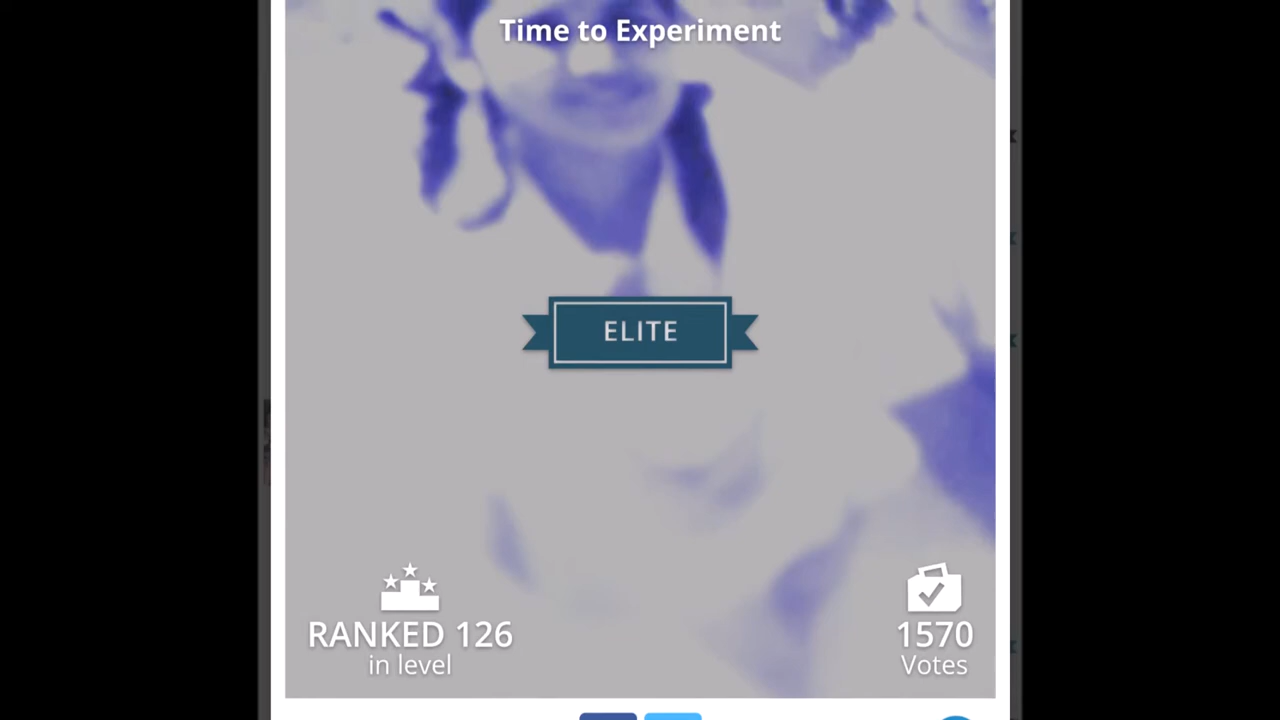 Time to Experiment
ELITE
RANKED 126
in level
1570
Votes